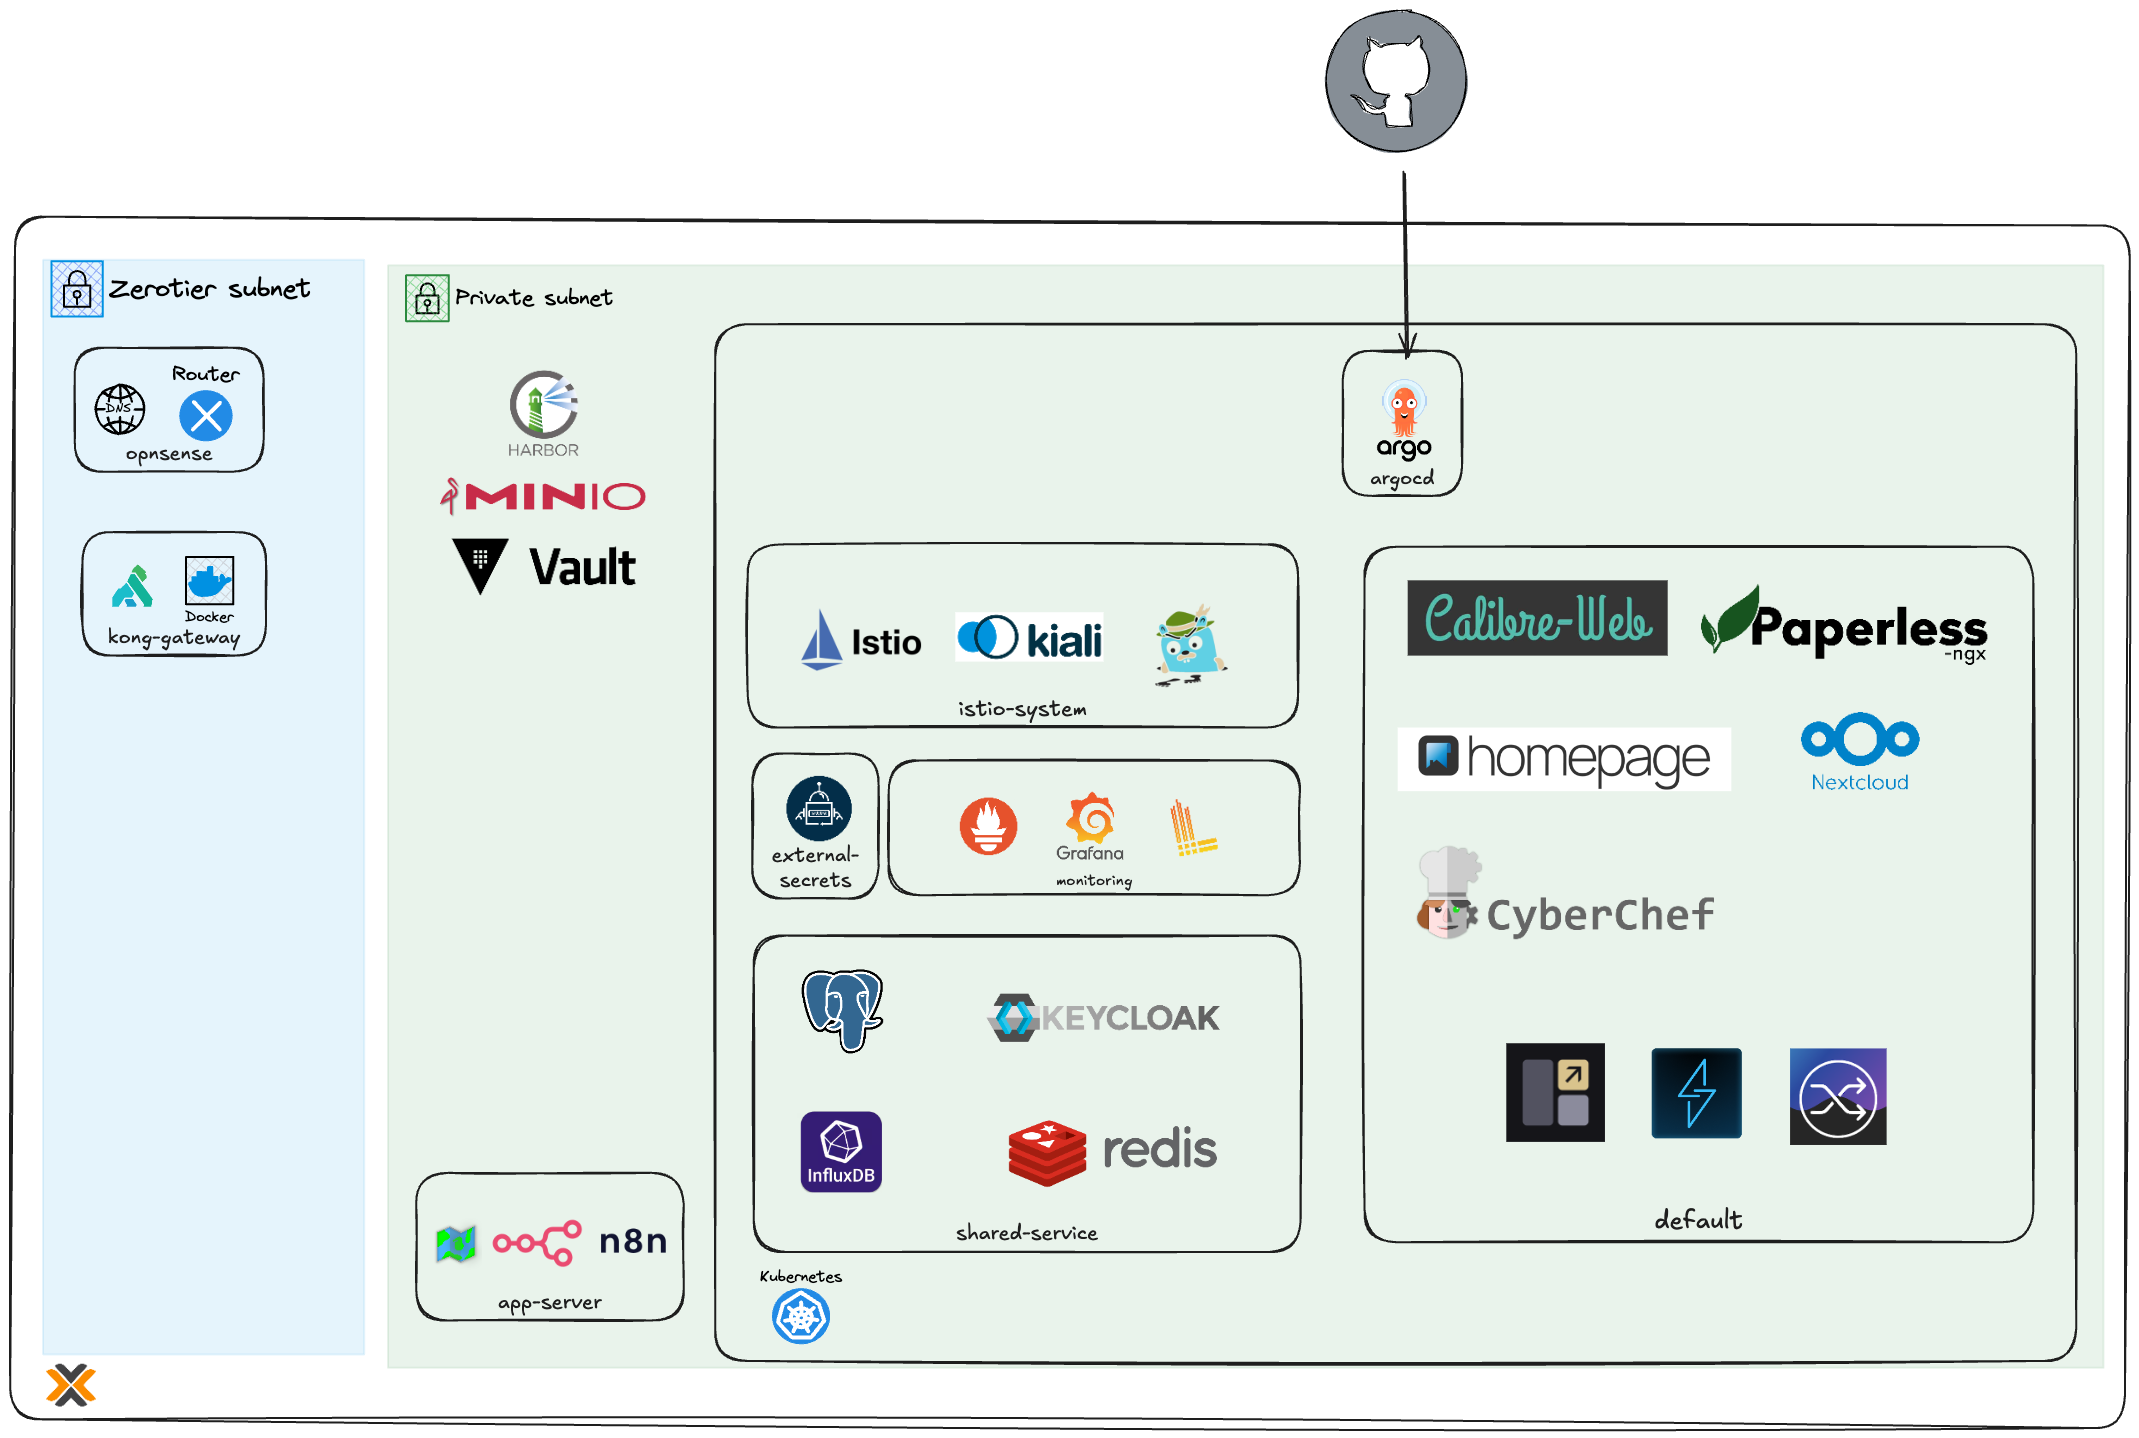 Zerotier subnet
Router
DNS
opnsense
Docker
kong-gateway
Private subnet
HARBOR
MINIO
Vault
n8n
app-server
argo
argocd
Istio
kiali
istio-system
external-
secrets
Grafana
monitoring
KEYCLOAK
InfluxDB
redis
shared-service
Kubernetes
Calibre-Web
Paperless
-ngx
homepage
Nextcloud
CyberChef
default